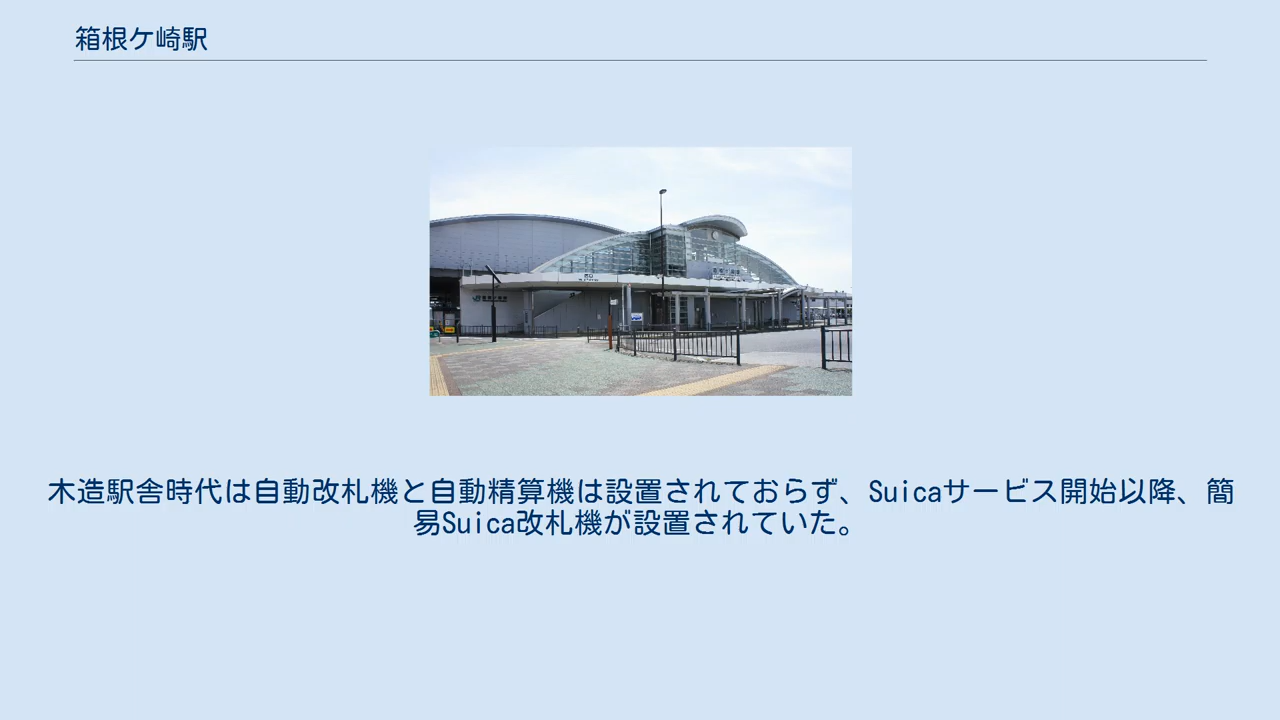 箱根ケ崎駅
木造駅舎時代は自動改札機と自動精算機は設置されておらず、Suicaサービス開始以降、簡
易Suica改札機が設置されていた。